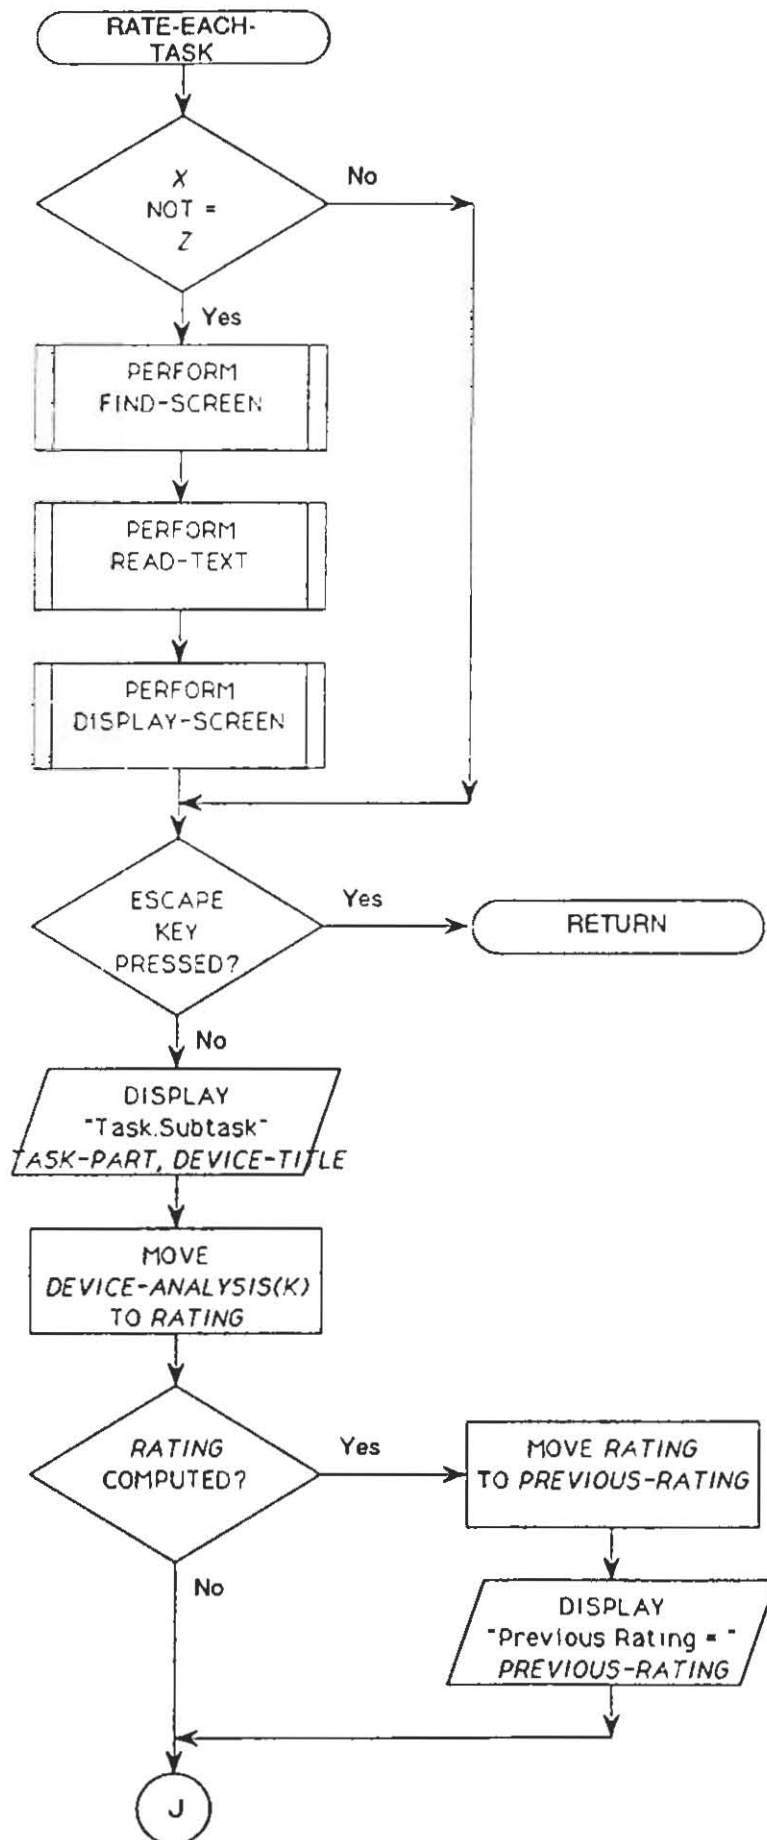 RATE-EACH-
TASK
X
NOT =
Z
No
Yes
PERFORM
FIND-SCREEN
PERFORM
READ-TEXT
PERFORM
DISPLAY-SCREEN
ESCAPE
KEY
PRESSED?
Yes
RETURN
No
DISPLAY
"Task.Subtask"
TASK-PART, DEVICE-TITLE
MOVE
DEVICE-ANALYSIS(K)
TO RATING
RATING
COMPUTED?
Yes
MOVE RATING
TO PREVIOUS-RATING
No
DISPLAY
"Previous Rating = "
PREVIOUS-RATING
J